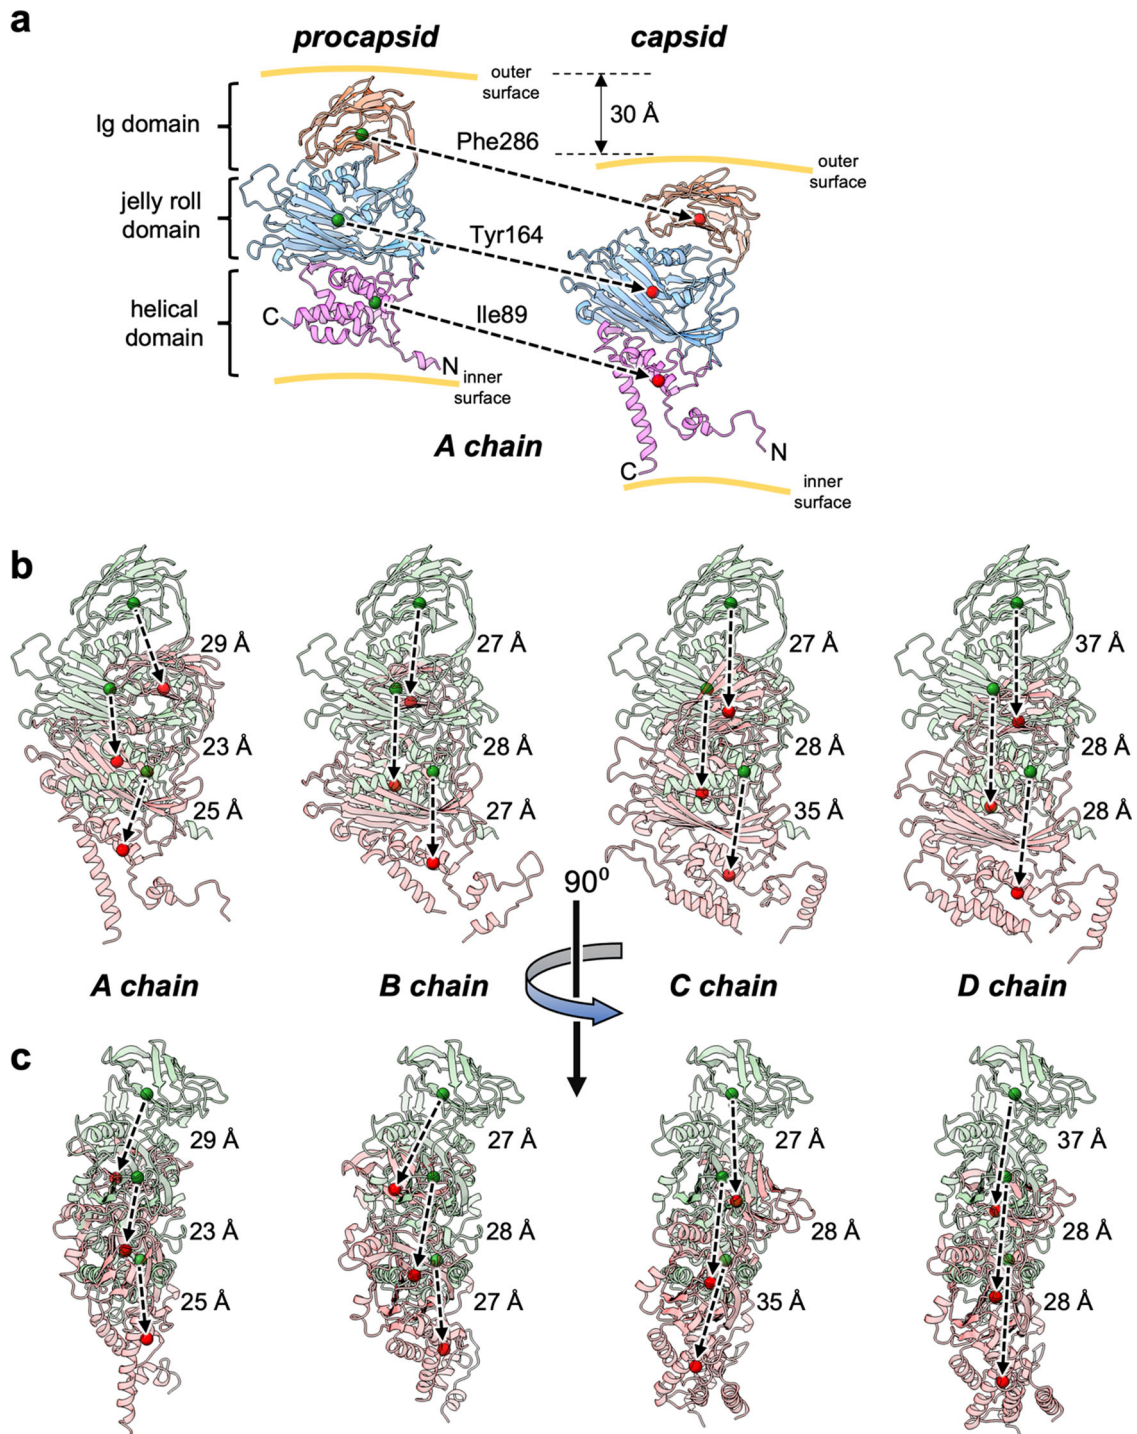 a
procapsid
capsid
outer
surface
30 Å
Ig domain
Phe286
outer
surface
jelly roll
domain
Tyr164
helical
domain
C
Ile89
N
inner
surface
A chain
C
N
inner
surface
b
29 Å
27 Å
27 Å
37 Å
23 Å
28 Å
28 Å
28 Å
25 Å
27 Å
35 Å
28 Å
90⁰
A chain
B chain
C chain
D chain
c
29 Å
27 Å
27 Å
37 Å
23 Å
28 Å
28 Å
28 Å
25 Å
27 Å
35 Å
28 Å